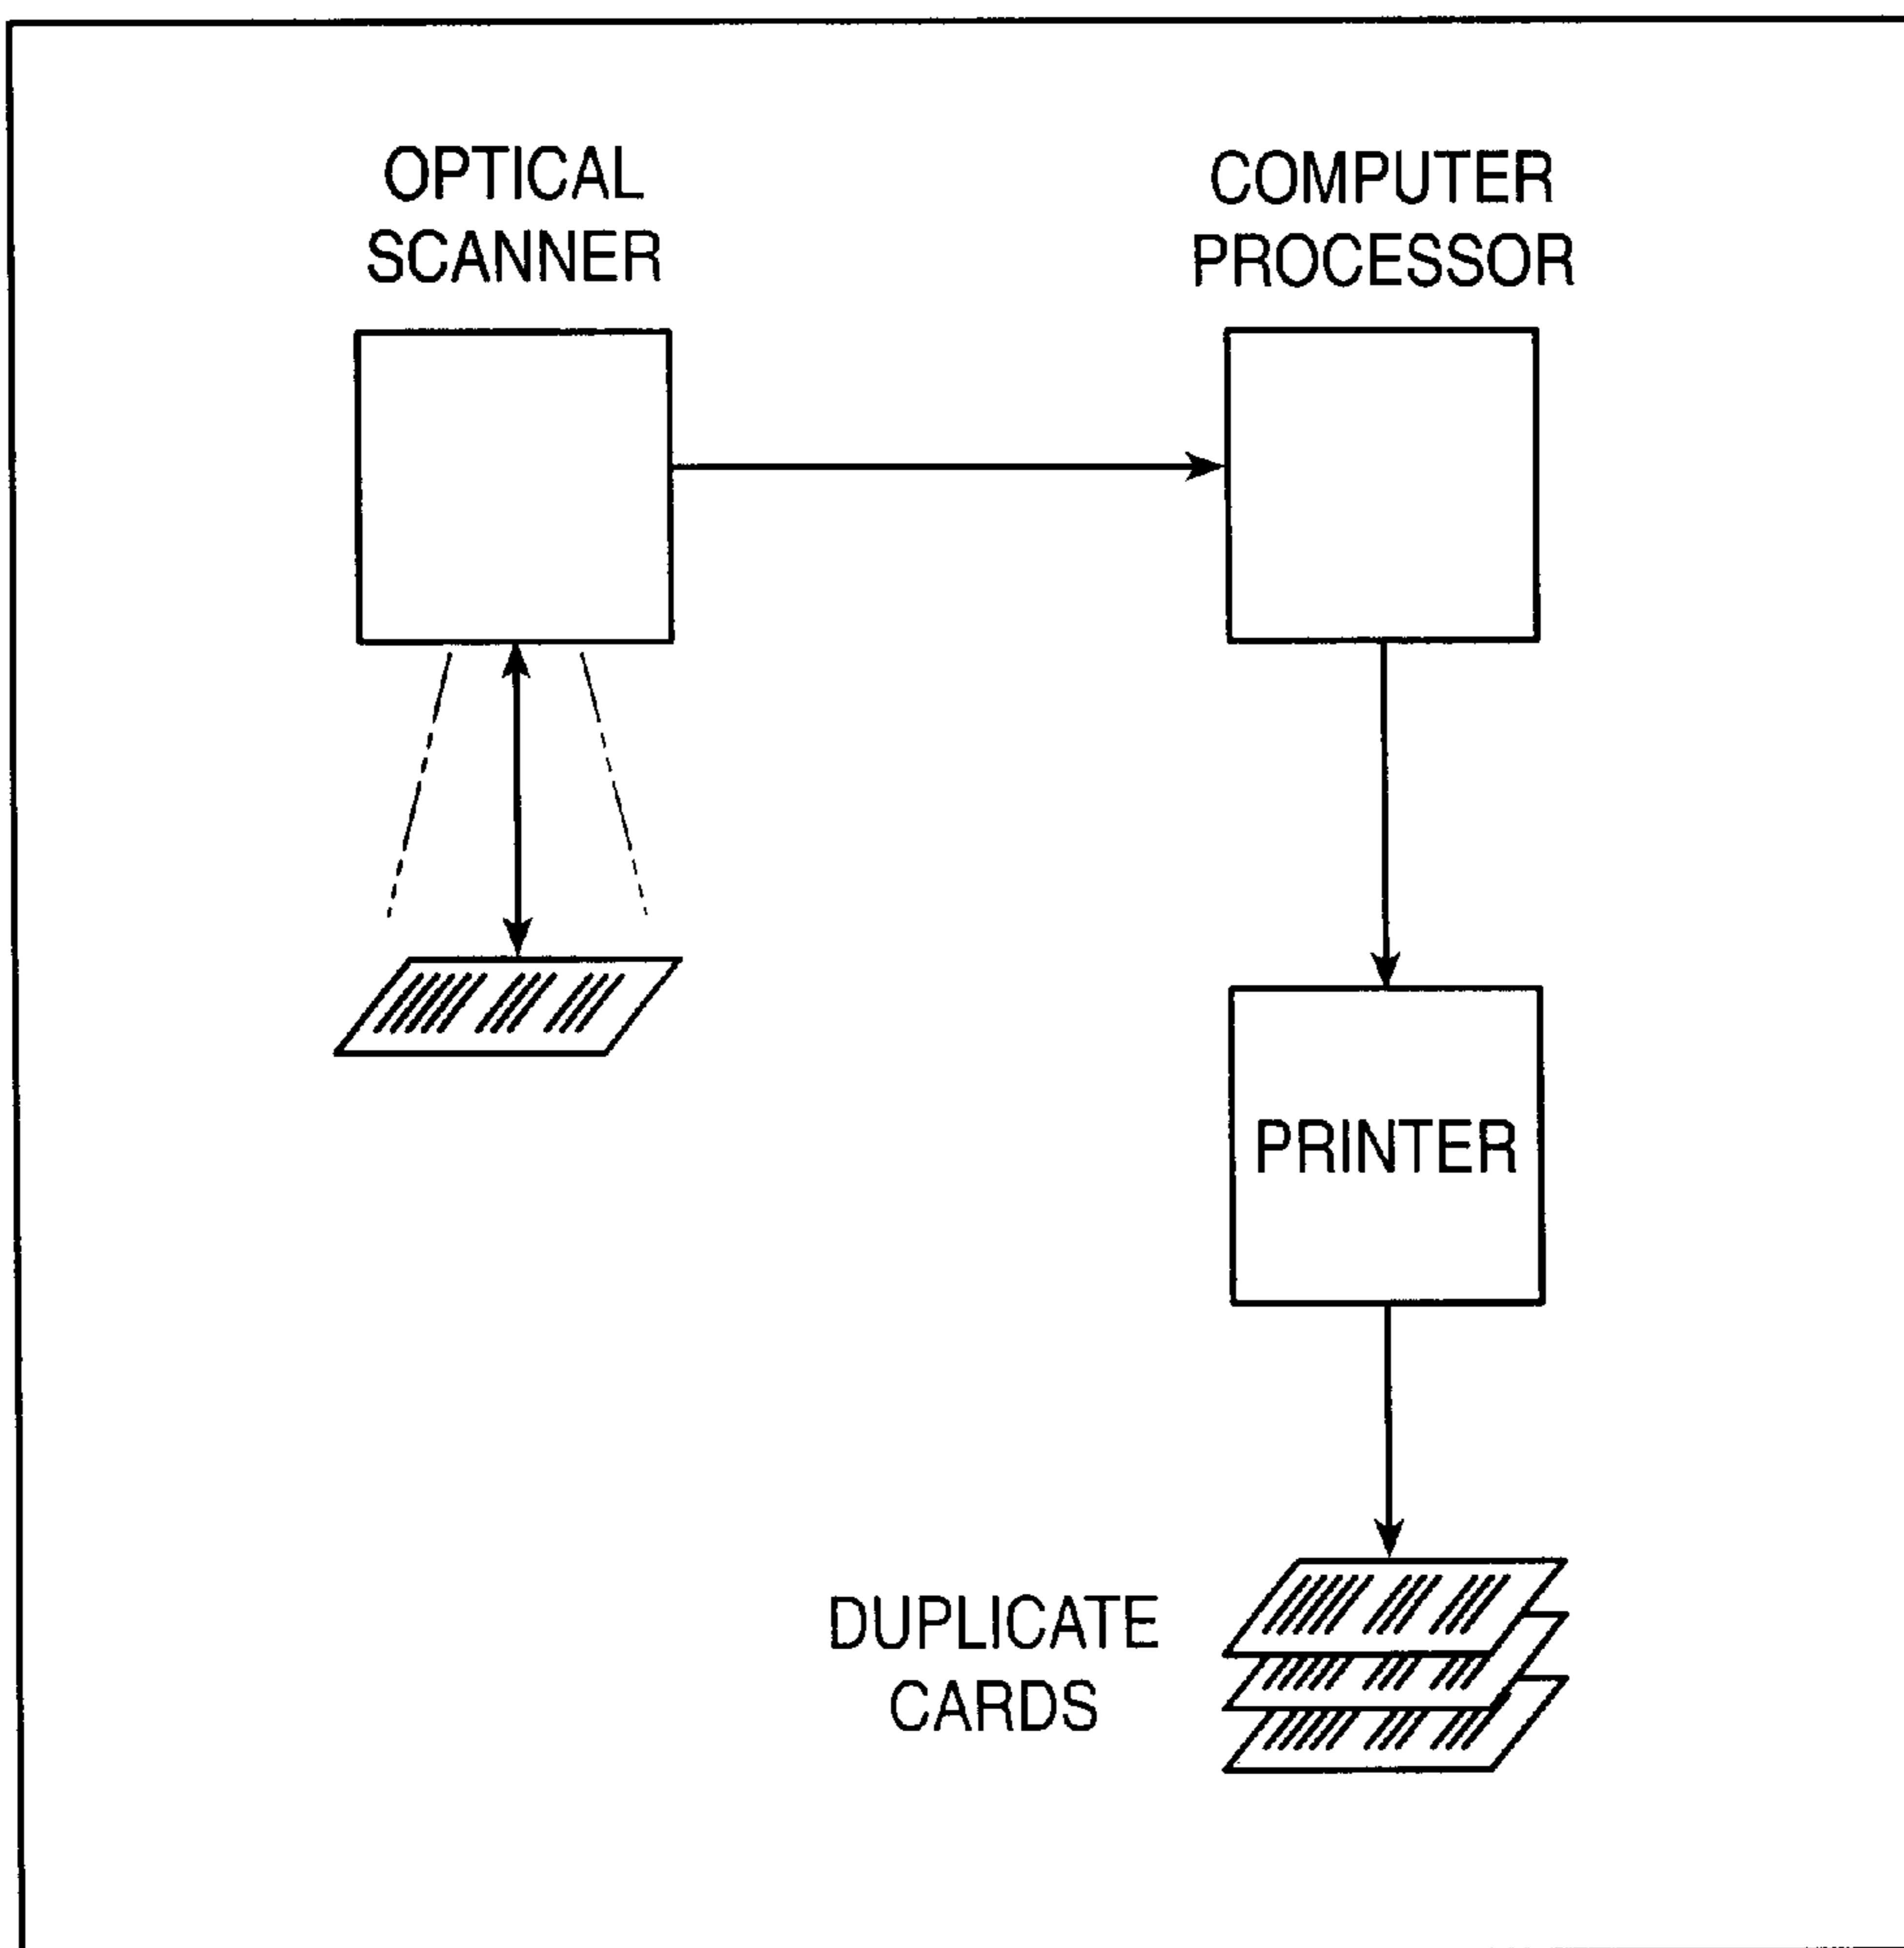 OPTICAL
SCANNER
COMPUTER
PROCESSOR
PRINTER
DUPLICATE
CARDS